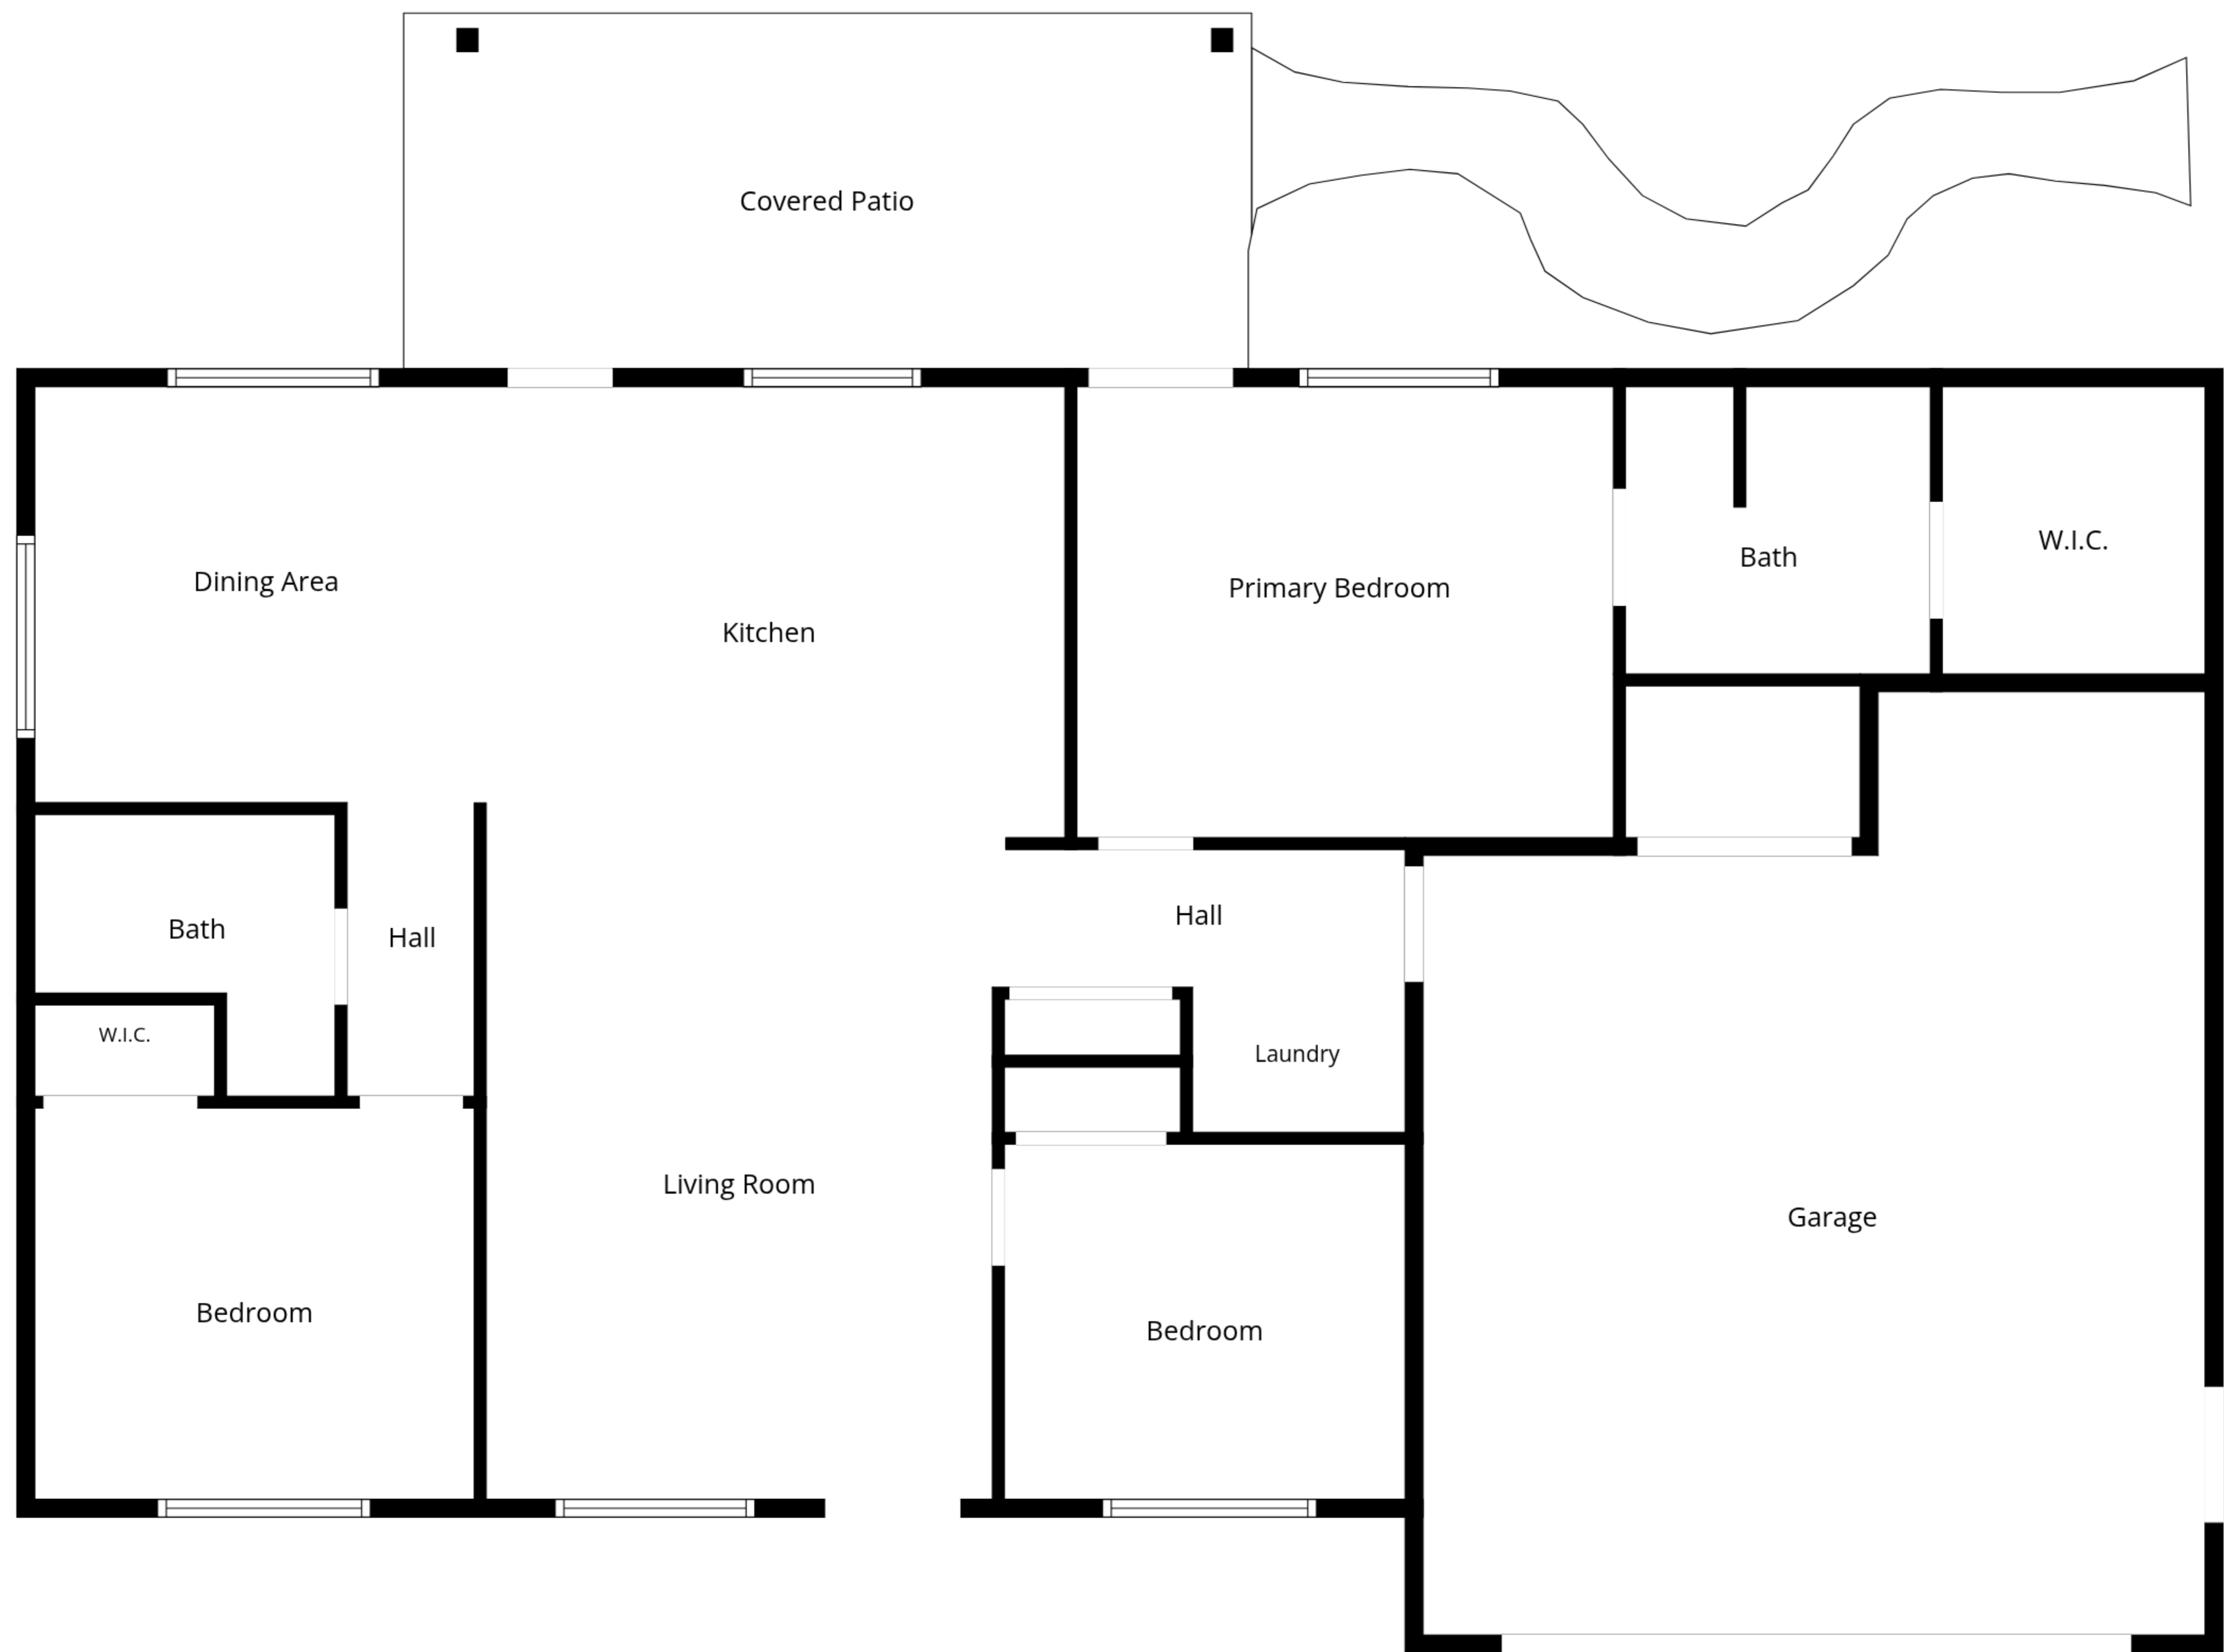 Covered Patio
Dining Area
Kitchen
Primary Bedroom
Bath
W.I.C.
Bath
Hall
Hall
W.I.C.
Laundry
Living Room
Garage
Bedroom
Bedroom